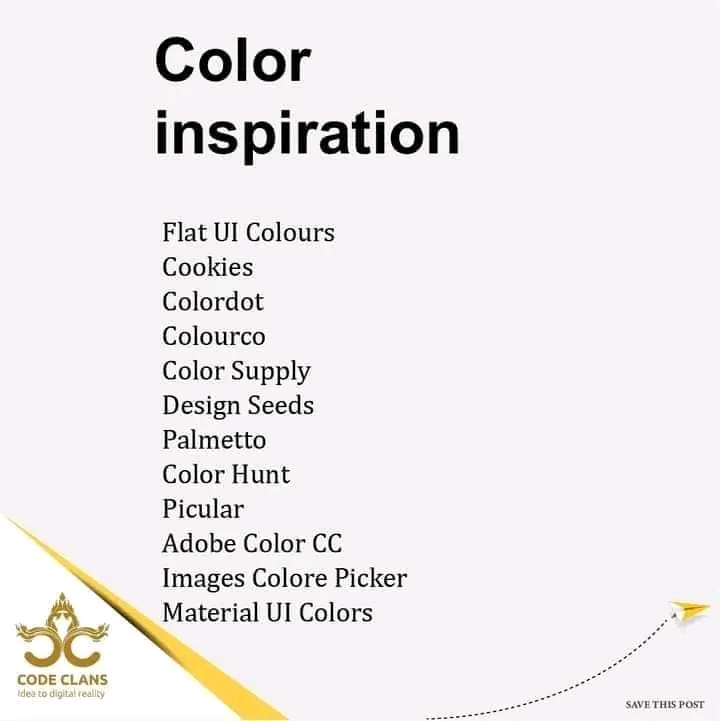 Color
inspiration
Flat UI Colours
Cookies
Colordot
Colourco
Color Supply
Design Seeds
Palmetto
Color Hunt
Picular
Adobe Color CC
Images Colore Picker
Material UI Colors
CODE CLANS
Idea to digital reality
SAVE THIS POST